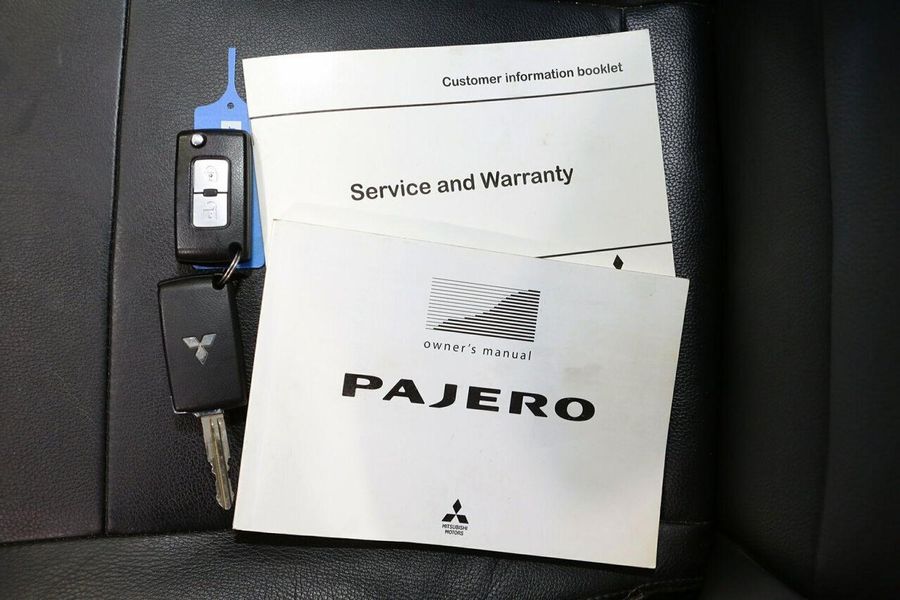 Customer information booklet
Service and Warranty
owner's manual
PAJERO
MITSUBISHI
MOTORS